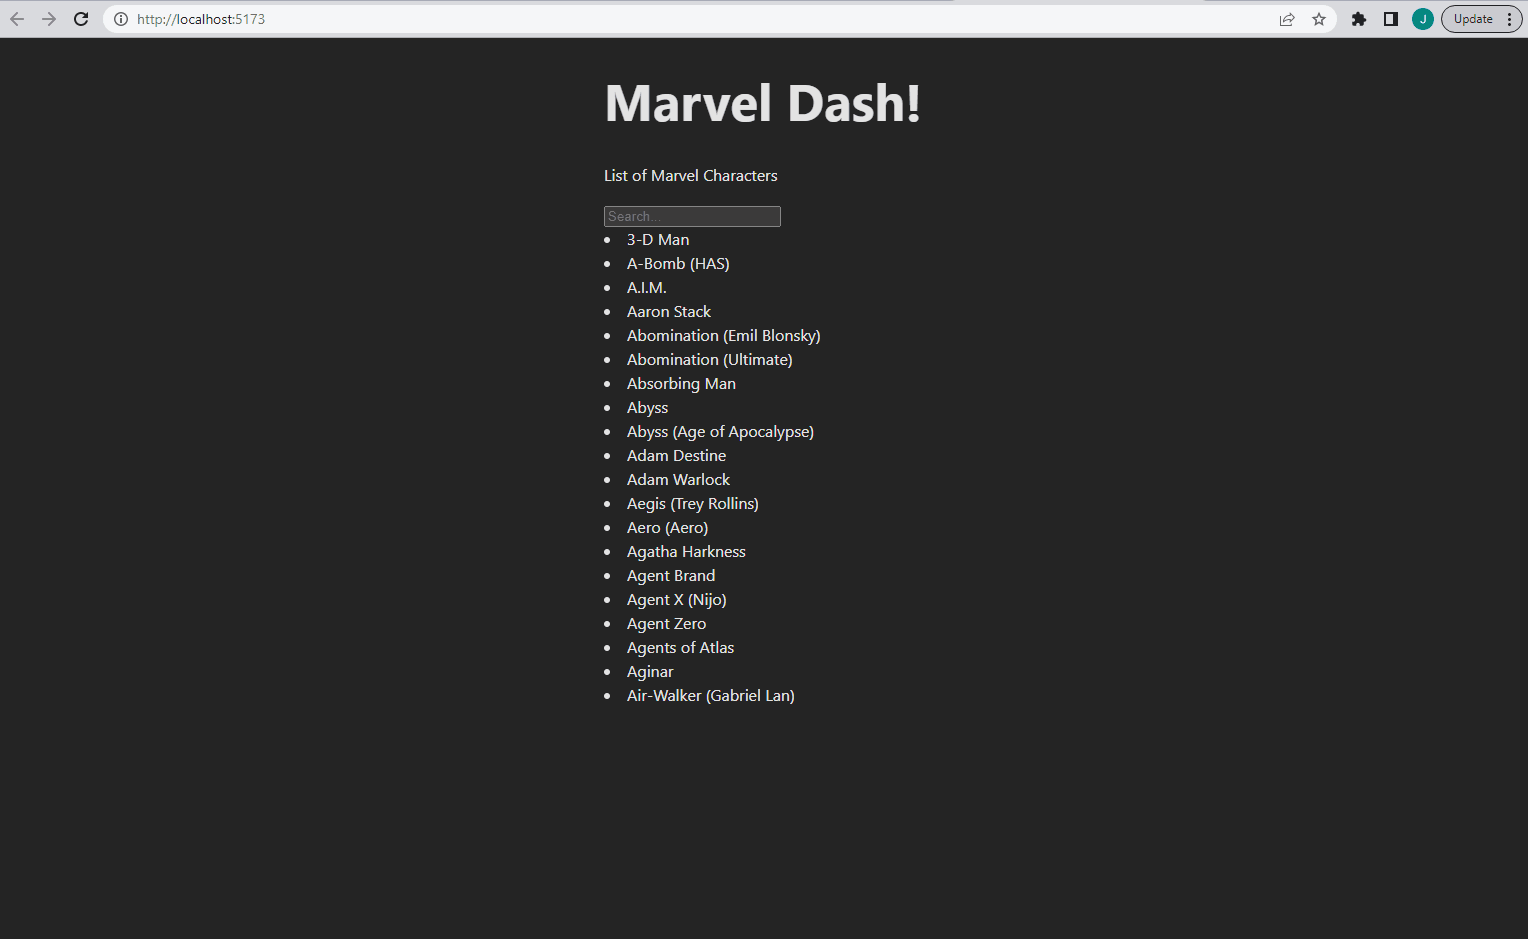 http://localhost:5173
J
Update
Marvel Dash!
List of Marvel Characters
Search...
3-D Man
A-Bomb (HAS)
A.I.M.
Aaron Stack
Abomination (Emil Blonsky)
Abomination (Ultimate)
Absorbing Man
Abyss
Abyss (Age of Apocalypse)
Adam Destine
Adam Warlock
Aegis (Trey Rollins)
Aero (Aero)
Agatha Harkness
Agent Brand
Agent X (Nijo)
Agent Zero
Agents of Atlas
Aginar
Air-Walker (Gabriel Lan)